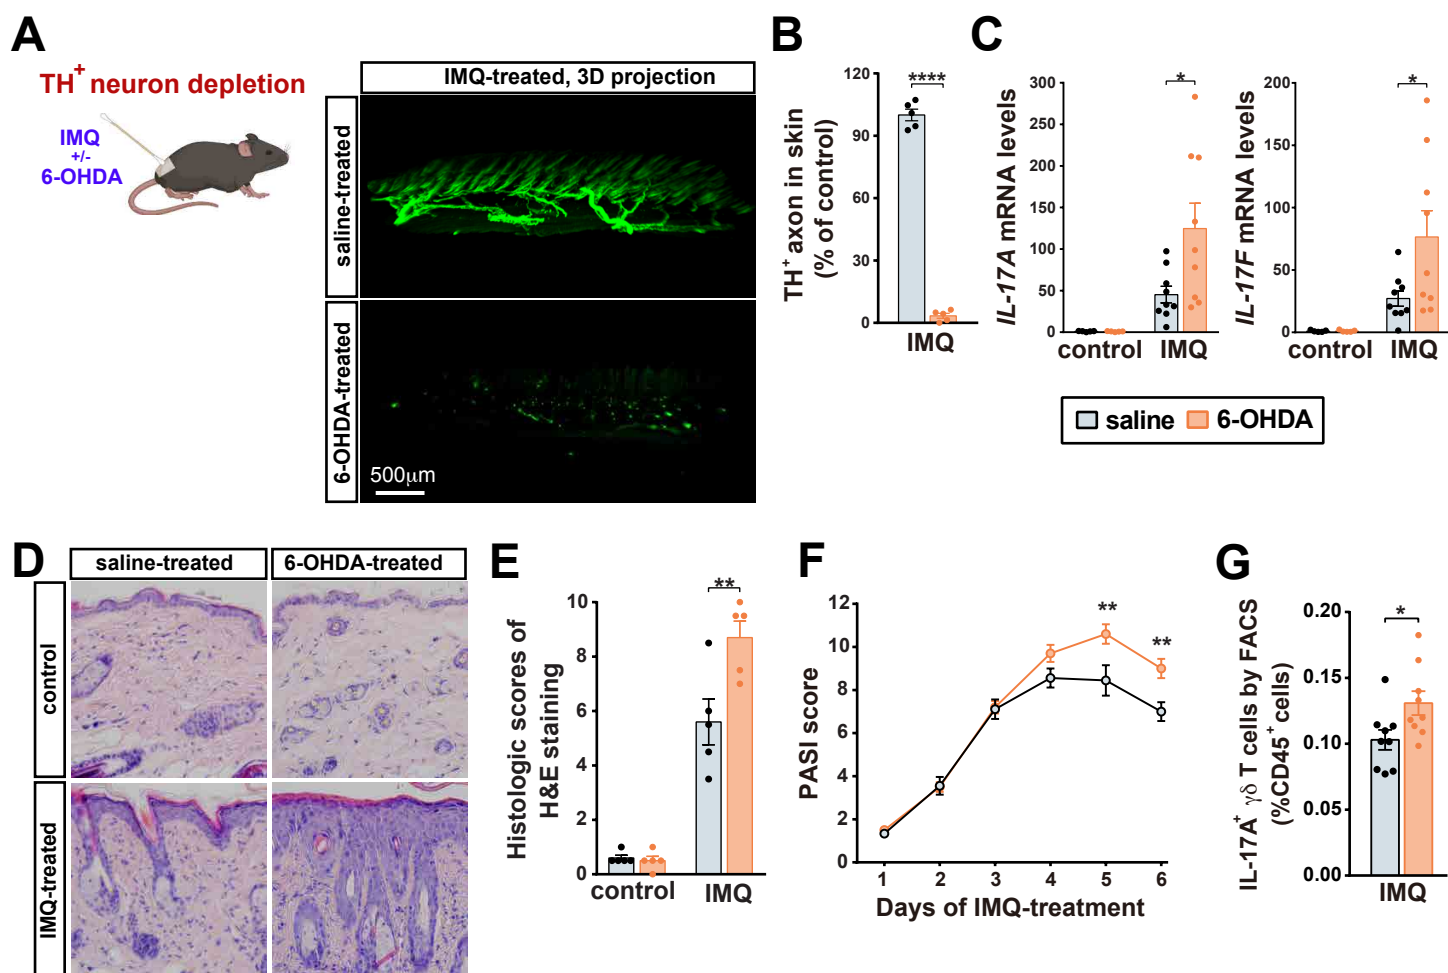 A
TH⁺ neuron depletion
IMQ
+/-
6-OHDA
IMQ-treated, 3D projection
saline-treated
6-OHDA-treated
500μm
B
TH⁺ axon in skin
(% of control)
120
90
60
30
0
****
IMQ
C
IL-17A mRNA levels
300
250
200
150
100
50
0
*
control
IMQ
IL-17F mRNA levels
200
150
100
50
0
*
control
IMQ
saline
6-OHDA
D
saline-treated
6-OHDA-treated
control
IMQ-treated
E
Histologic scores of
H&E staining
10
8
6
4
2
0
**
control
IMQ
F
PASI score
12
10
8
6
4
2
0
**
**
1 2 3 4 5 6
Days of IMQ-treatment
G
IL-17A⁺ γδ T cells by FACS
(%CD45⁺ cells)
0.20
0.15
0.10
0.05
0.00
*
IMQ